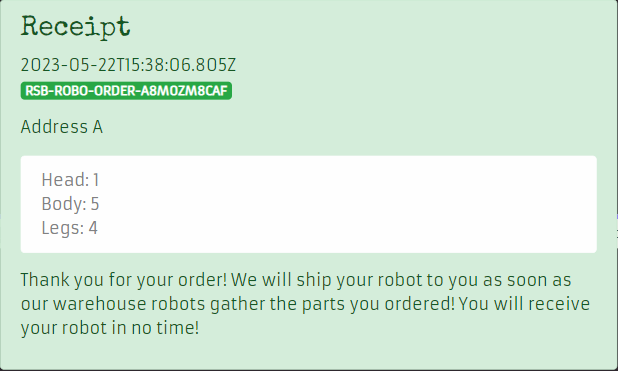 Receipt
2023-05-22T15:38:06.805Z
RSB-ROBO-ORDER-A8M0ZM8CAF
Address A
Head: 1
Body: 5
Legs: 4
Thank you for your order! We will ship your robot to you as soon as
our warehouse robots gather the parts you ordered! You will receive
your robot in no time!